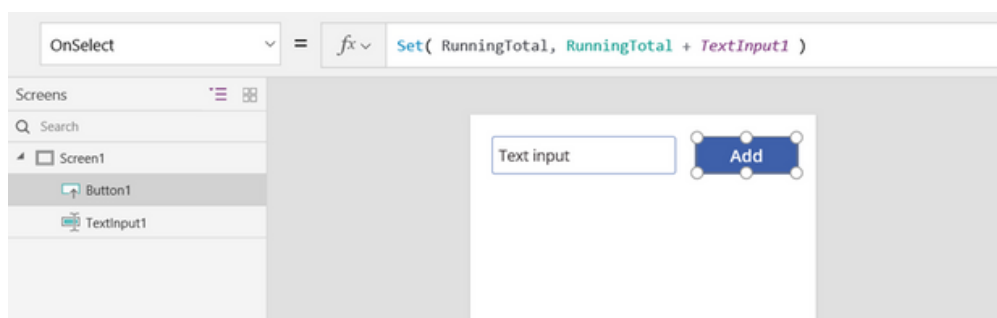 OnSelect = fx Set( RunningTotal, RunningTotal + TextInput1 )
Screens
Search
Screen1
Button1
TextInput1
Text input
Add